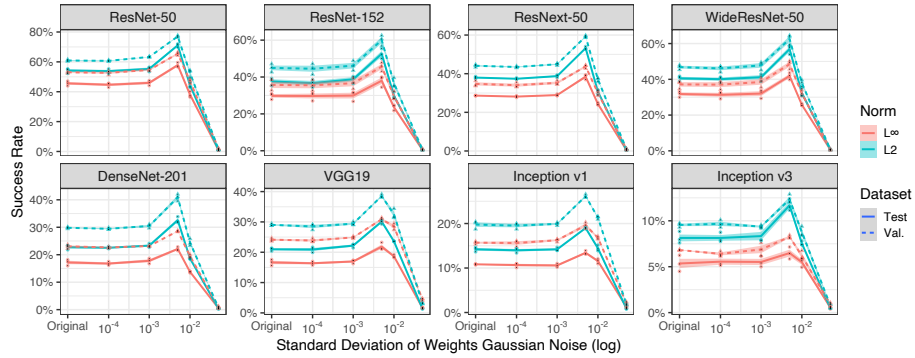 ResNet-50 ResNet-152 ResNext-50 WideResNet-50
80% 60% 40% 20% 0%
60% 40% 20% 0%
60% 40% 20% 0%
60% 40% 20% 0%
DenseNet-201 VGG19 Inception v1 Inception v3
40% 30% 20% 10% 0%
40% 30% 20% 10% 0%
20% 10% 0%
10% 5% 0%
Success Rate
Original 10⁻⁴ 10⁻³ 10⁻² Original 10⁻⁴ 10⁻³ 10⁻² Original 10⁻⁴ 10⁻³ 10⁻² Original 10⁻⁴ 10⁻³ 10⁻²
Standard Deviation of Weights Gaussian Noise (log)
Norm
L∞
L2
Dataset
Test
Val.